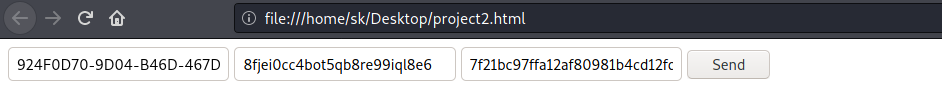 file:///home/sk/Desktop/project2.html
924F0D70-9D04-B46D-467D 8fjei0cc4bot5qb8re99iql8e6 7f21bc97ffa12af80981b4cd12fc Send